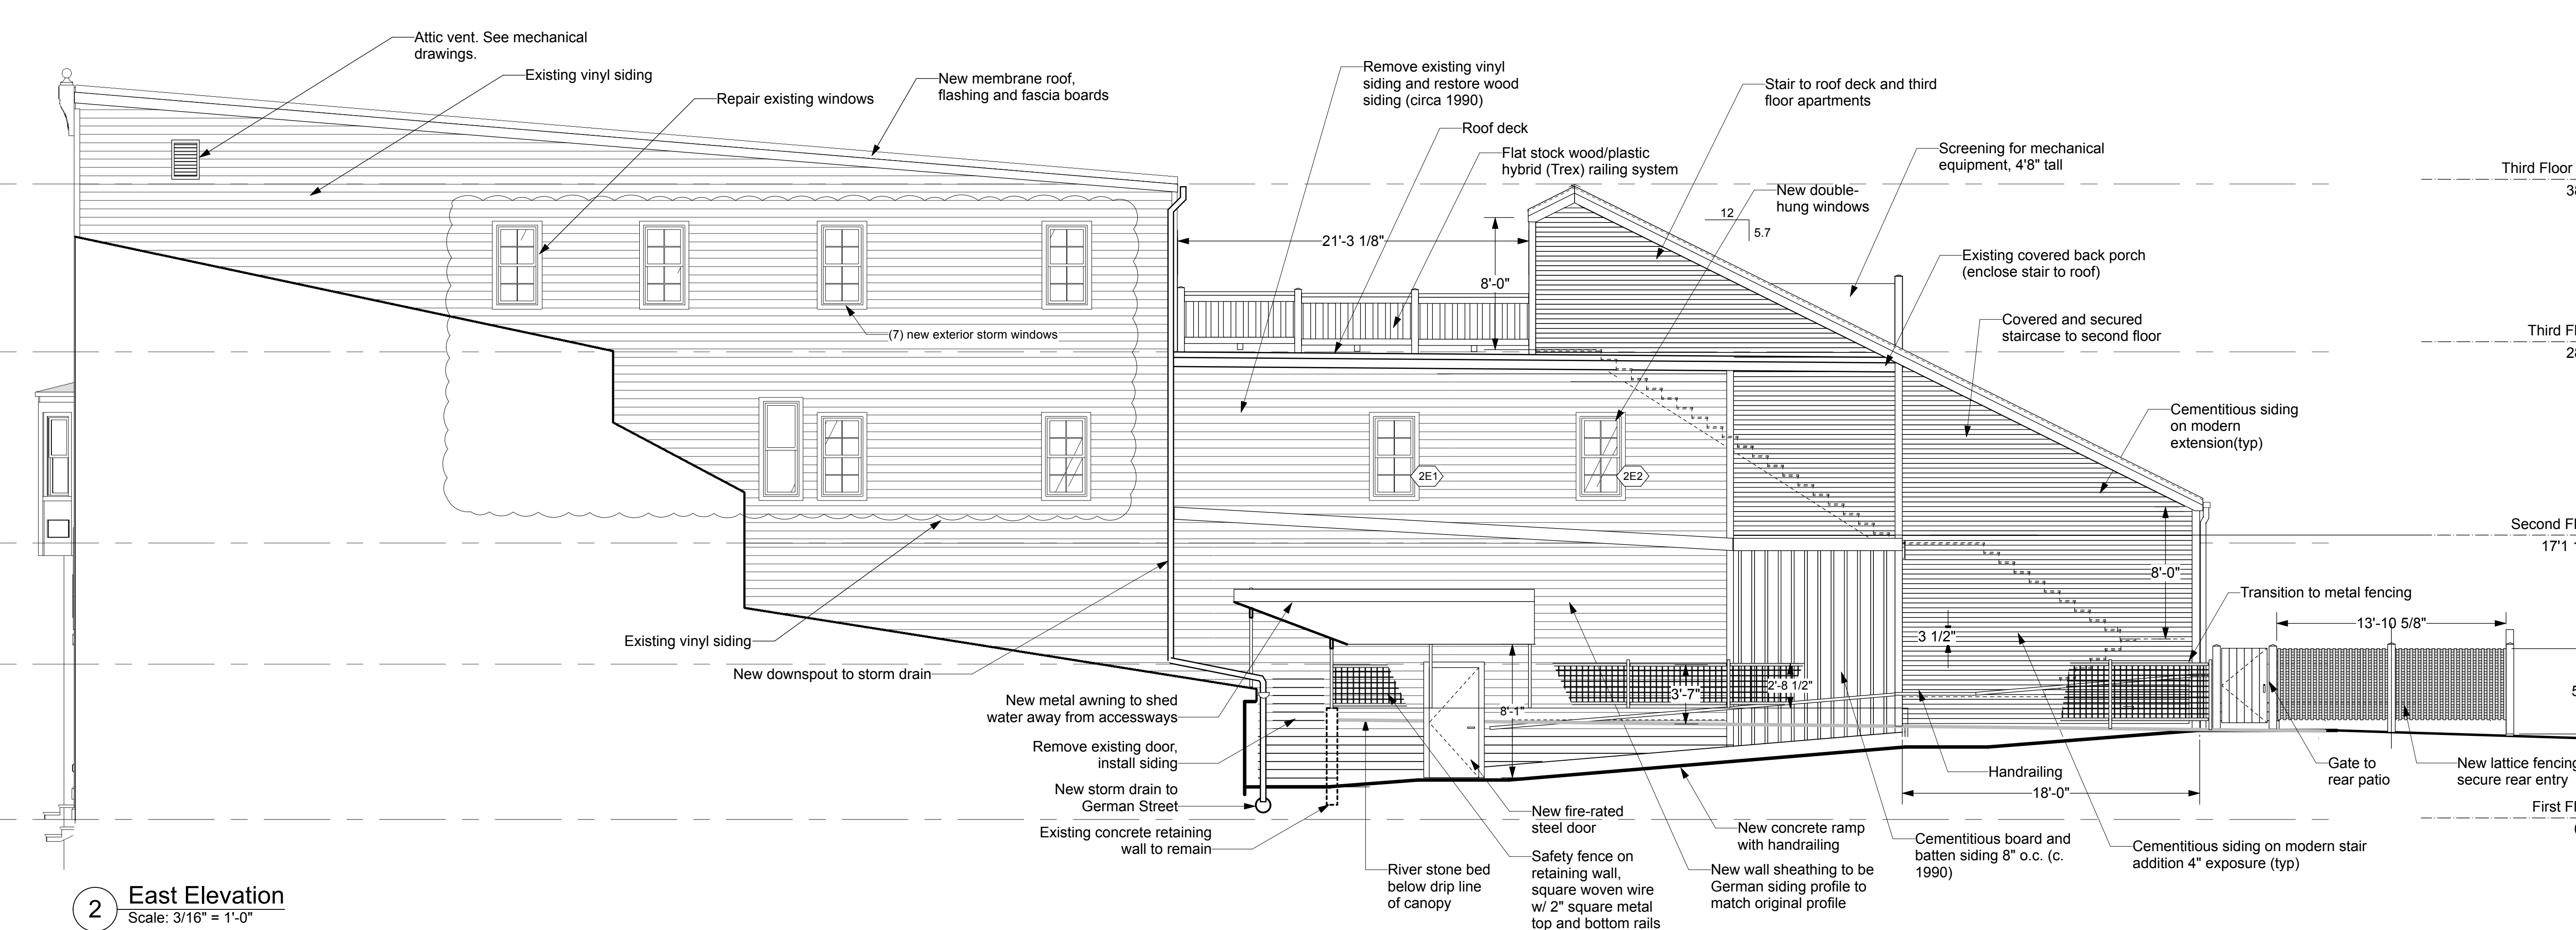 Attic vent. See mechanical
drawings.
Existing vinyl siding
Repair existing windows
New membrane roof,
flashing and fascia boards
Remove existing vinyl
siding and restore wood
siding (circa 1990)
Roof deck
Flat stock wood/plastic
hybrid (Trex) railing system
Stair to roof deck and third
floor apartments
New double-
hung windows
12
5.7
Screening for mechanical
equipment, 4'8" tall
Existing covered back porch
(enclose stair to roof)
Covered and secured
staircase to second floor
Cementitious siding
on modern
extension(typ)
Third Floor
Third Fl
28
Second Fl
17'1
First Fl
21'-3 1/8"
8'-0"
(7) new exterior storm windows
2E1
2E2
8'-0"
Transition to metal fencing
13'-10 5/8"
3 1/2"
3'-7"
2'-8 1/2"
8'-1"
Existing vinyl siding
New downspout to storm drain
New metal awning to shed
water away from accessways
Remove existing door,
install siding
New storm drain to
German Street
Existing concrete retaining
wall to remain
River stone bed
below drip line
of canopy
New fire-rated
steel door
Safety fence on
retaining wall,
square woven wire
w/ 2" square metal
top and bottom rails
New concrete ramp
with handrailing
New wall sheathing to be
German siding profile to
match original profile
Handrailing
18'-0"
Cementitious board and
batten siding 8" o.c. (c.
1990)
Cementitious siding on modern stair
addition 4" exposure (typ)
Gate to
rear patio
New lattice fencing
secure rear entry
2
East Elevation
Scale: 3/16" = 1'-0"